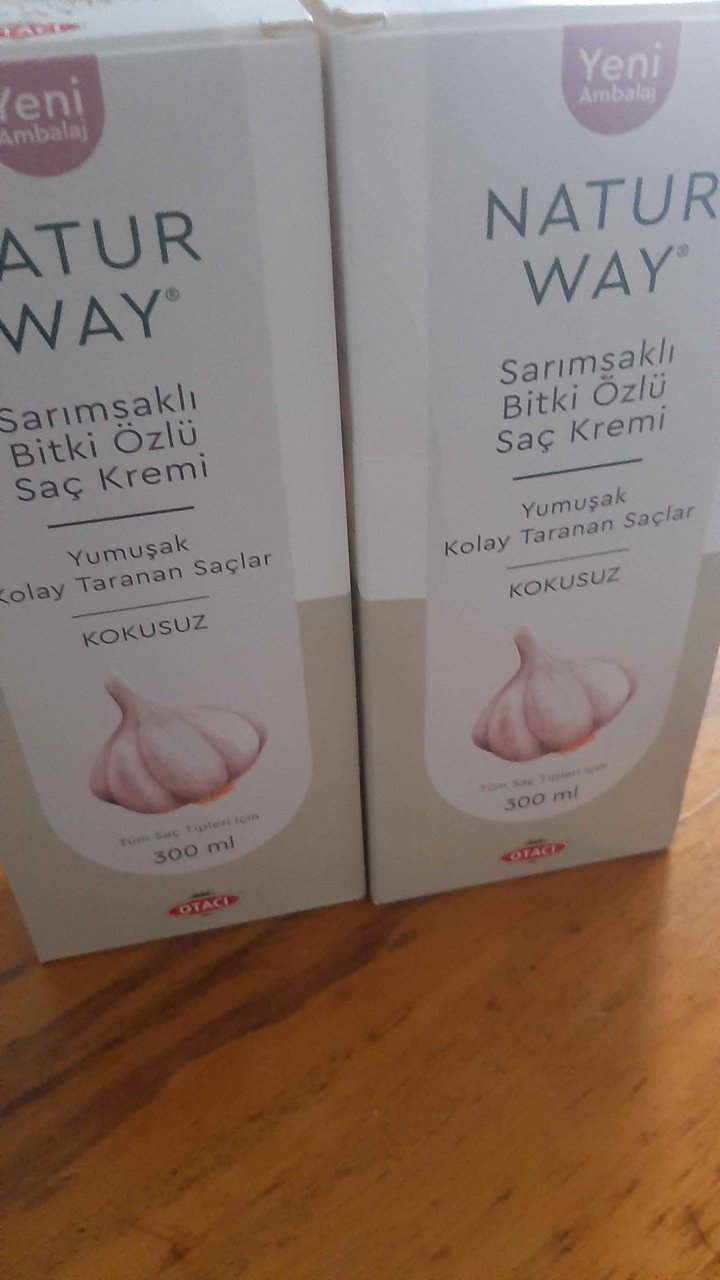 Yeni
Ambalaj
ATUR
WAY®
Sarımsaklı
Bitki Özlü
Saç Kremi
Yumuşak
Kolay Taranan Saçlar
KOKUSUZ
Tüm Saç Tipleri için
300 ml
OTACI
Yeni
Ambalaj
NATUR
WAY®
Sarımsaklı
Bitki Özlü
Saç Kremi
Yumuşak
Kolay Taranan Saçlar
KOKUSUZ
Tüm Saç Tipleri için
300 ml
OTACI